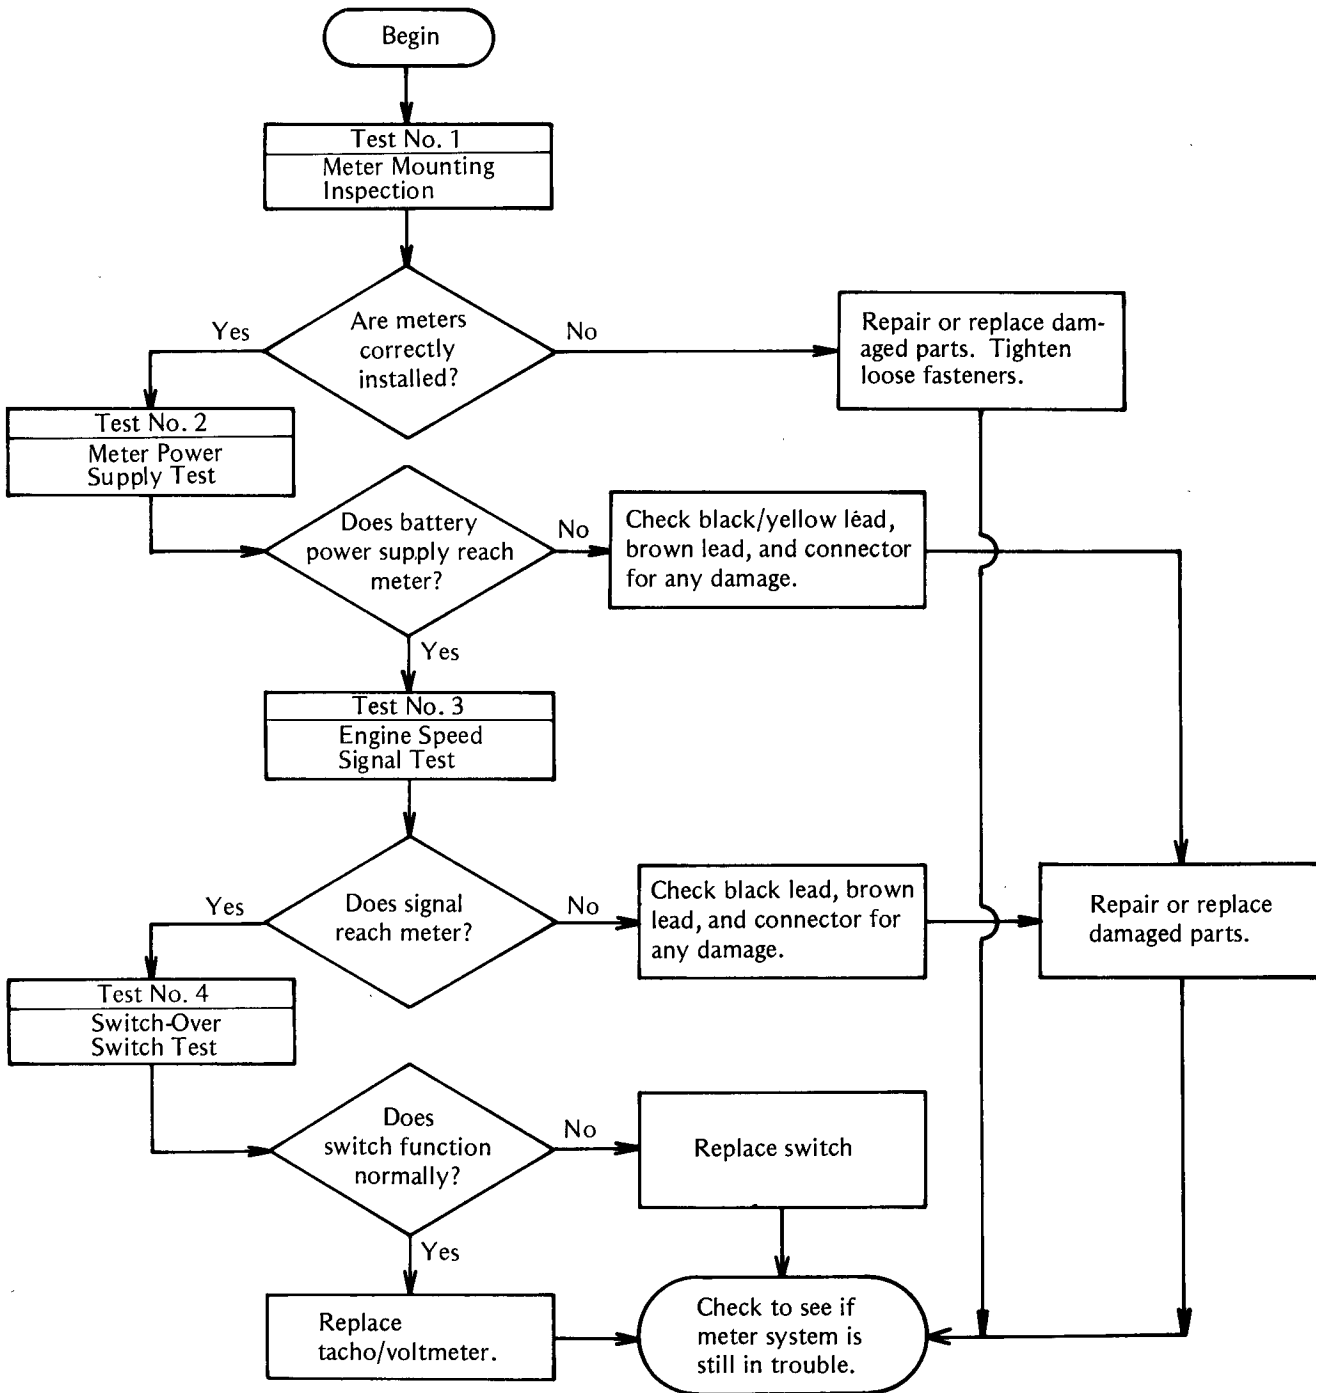 Begin
Test No. 1
Meter Mounting
Inspection
Yes
Are meters
correctly
installed?
No
Repair or replace dam-
aged parts. Tighten
loose fasteners.
Test No. 2
Meter Power
Supply Test
Does battery
power supply reach
meter?
No
Check black/yellow lead,
brown lead, and connector
for any damage.
Yes
Test No. 3
Engine Speed
Signal Test
Yes
Does signal
reach meter?
No
Check black lead, brown
lead, and connector for
any damage.
Repair or replace
damaged parts.
Test No. 4
Switch-Over
Switch Test
Does
switch function
normally?
No
Replace switch
Yes
Replace
tacho/voltmeter.
Check to see if
meter system is
still in trouble.